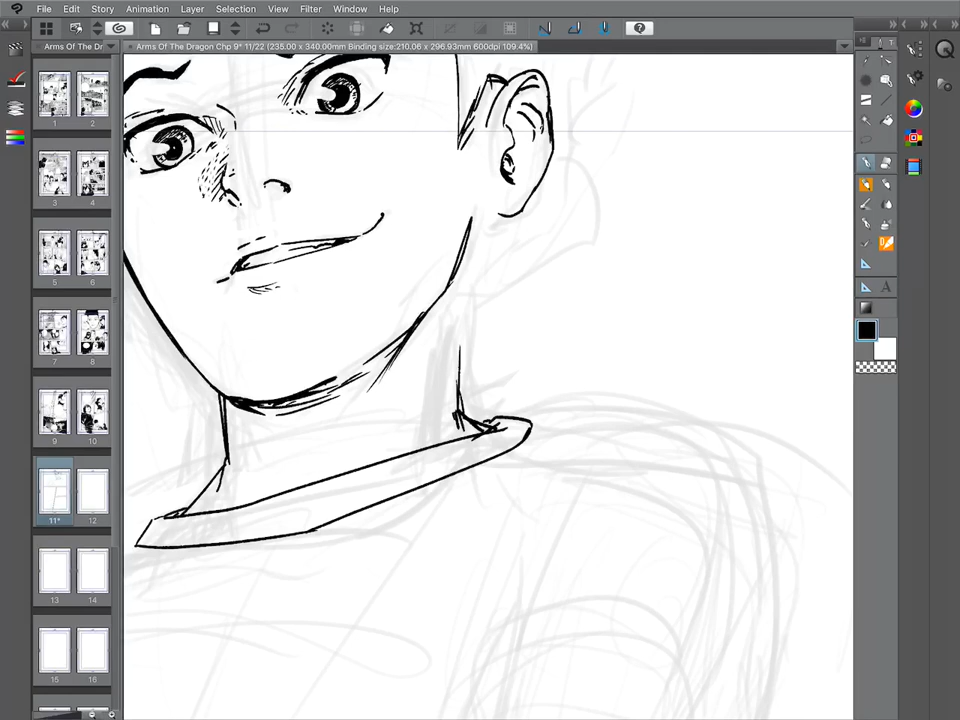 File Edit Story Animation Layer Selection View Filter Window Help
Arms Of The Dr
Arms Of The Dragon Chp 9* 11/22 (235.00 x 340.00mm Binding size:210.06 x 296.93mm 600dpi 109.4%)
T
1 2
3 4
5 6
7 8
9 10
11* 12
13 14
15 16
A